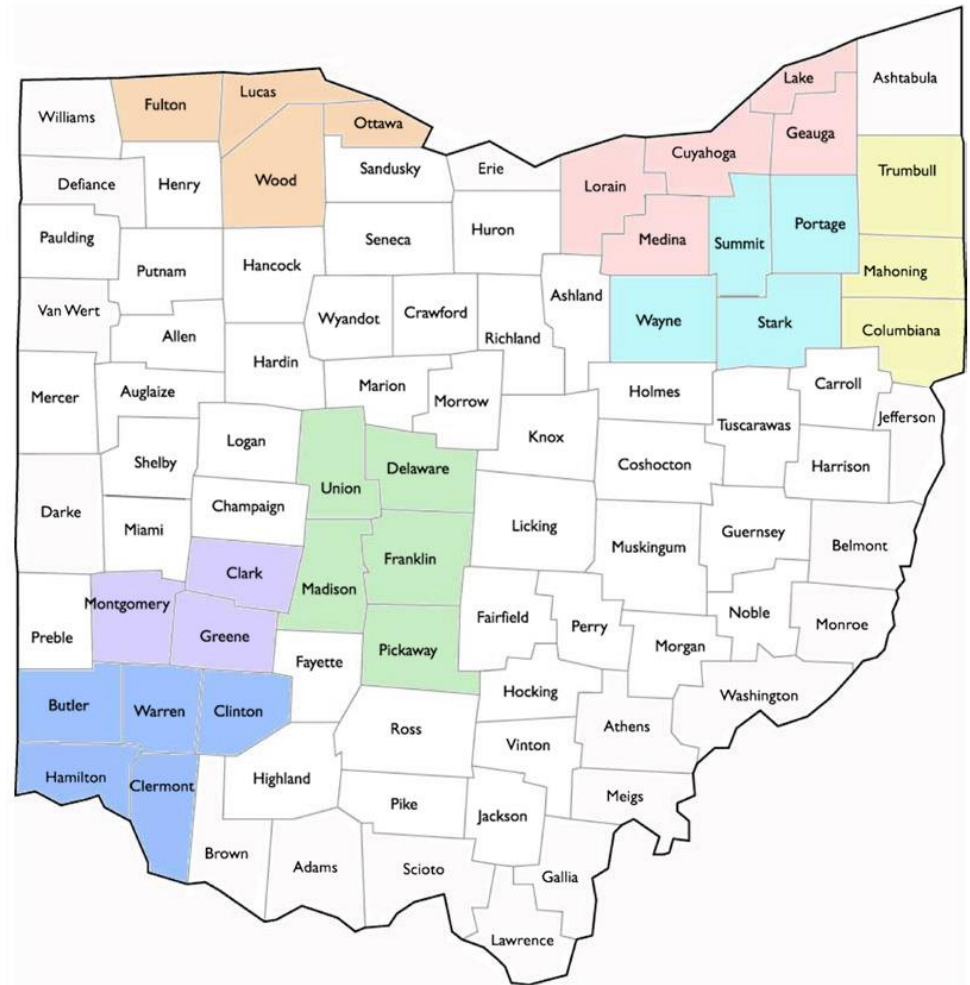 Lake
Ashtabula
Williams
Fulton
Lucas
Ottawa
Geauga
Cuyahoga
Trumbull
Defiance
Henry
Wood
Sandusky
Erie
Lorain
Paulding
Seneca
Huron
Medina
Summit
Portage
Putnam
Hancock
Mahoning
Van Wert
Allen
Wyandot
Crawford
Richland
Ashland
Wayne
Stark
Columbiana
Mercer
Auglaize
Hardin
Marion
Morrow
Holmes
Carroll
Jefferson
Logan
Knox
Tuscarawas
Shelby
Union
Delaware
Coshocton
Harrison
Darke
Miami
Champaign
Licking
Muskingum
Guernsey
Belmont
Clark
Franklin
Montgomery
Madison
Preble
Greene
Fayette
Pickaway
Fairfield
Perry
Morgan
Noble
Monroe
Butler
Warren
Clinton
Ross
Hocking
Athens
Washington
Hamilton
Clermont
Highland
Vinton
Pike
Jackson
Meigs
Brown
Adams
Scioto
Gallia
Lawrence